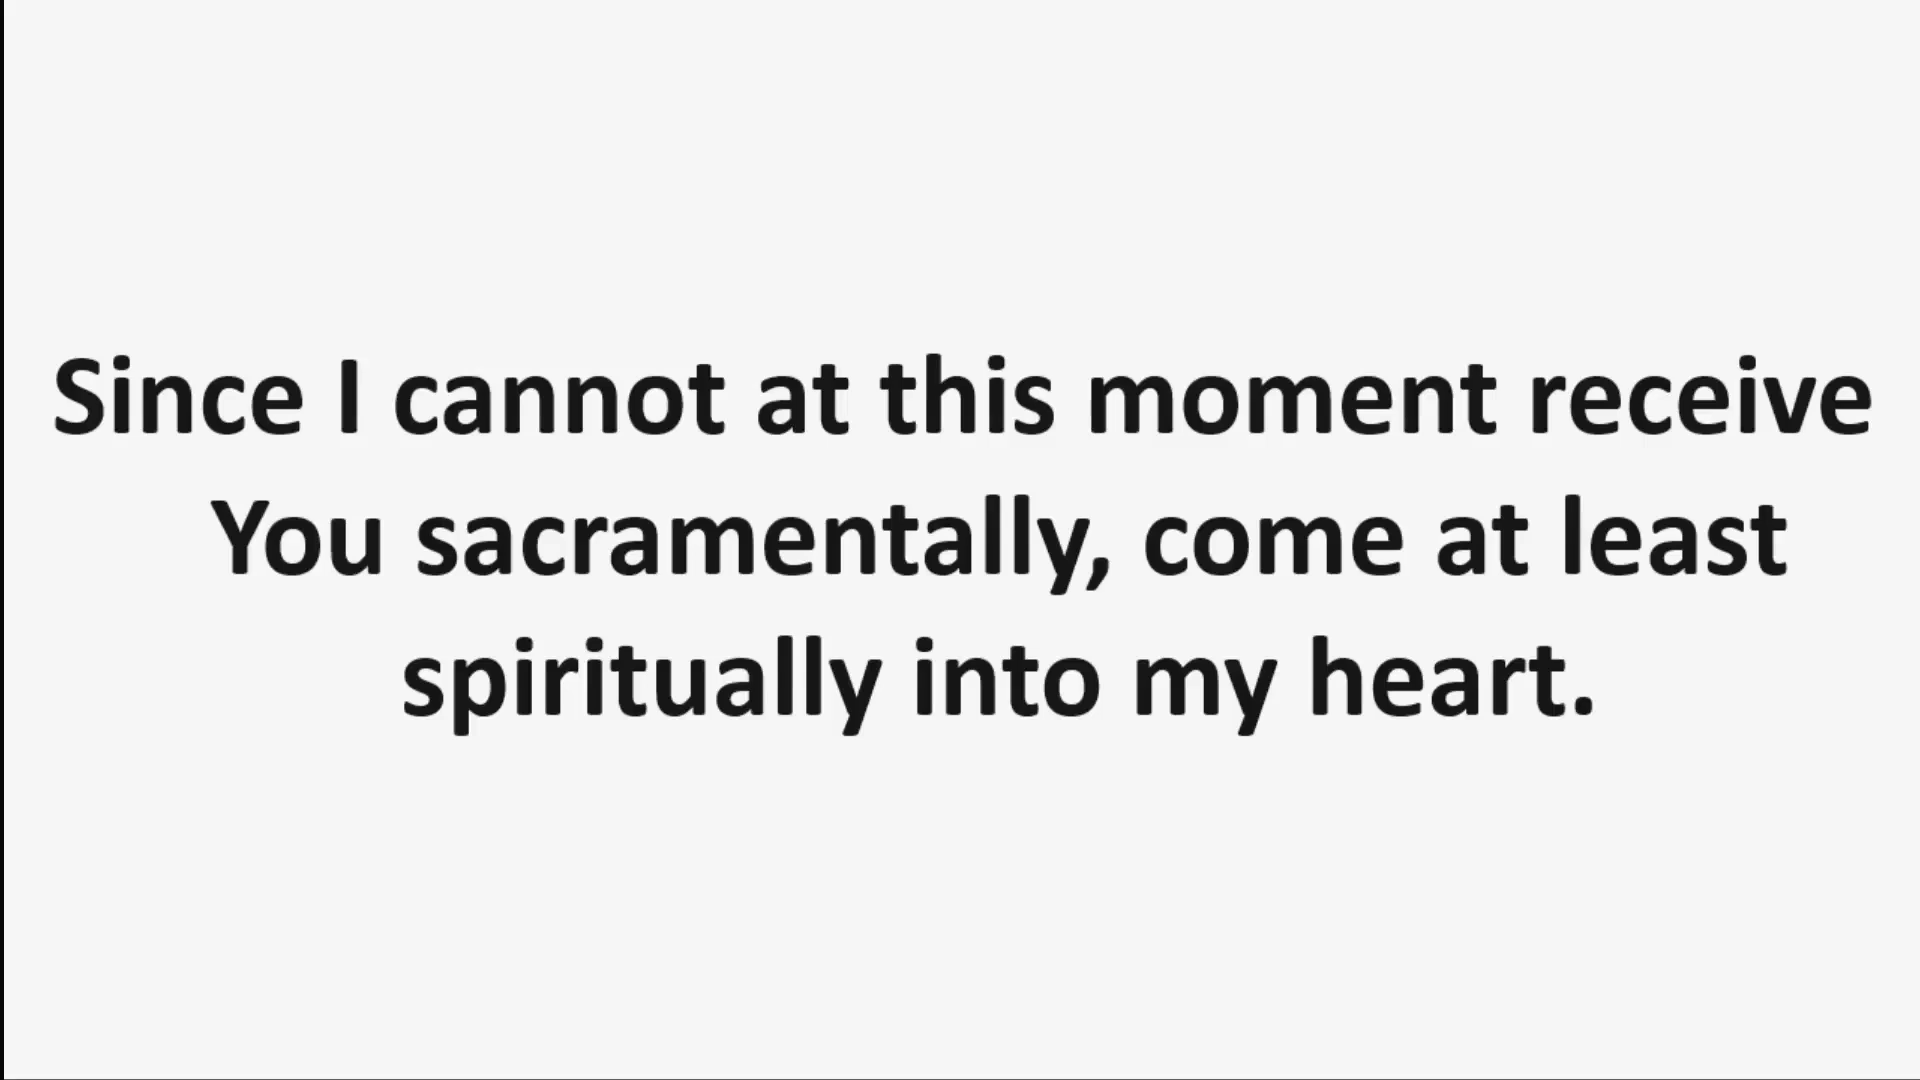 Since I cannot at this moment receive
You sacramentally, come at least
spiritually into my heart.